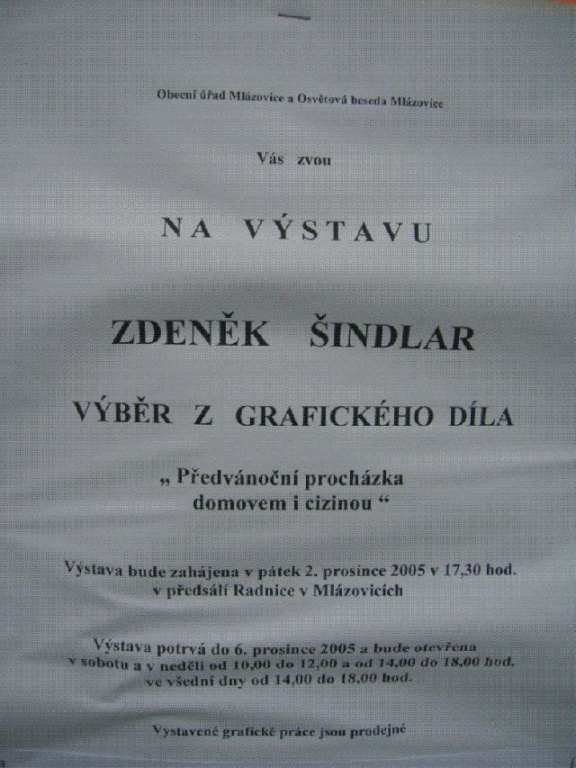 Obecní úřad Mlázovice a Osvětová beseda Mlázovice
Vás zvou
NA VÝSTAVU
ZDENĚK ŠINDLAR
VÝBĚR Z GRAFICKÉHO DÍLA
„ Předvánoční procházka
domovem i cizinou “
Výstava bude zahájena v pátek 2. prosince 2005 v 17,30 hod.
v předsálí Radnice v Mlázovicích
Výstava potrvá do 6. prosince 2005 a bude otevřena
v sobotu a v neděli od 10,00 do 12,00 a od 14,00 do 18,00 hod.
ve všední dny od 14,00 do 18,00 hod.
Vystavené grafické práce jsou prodejné